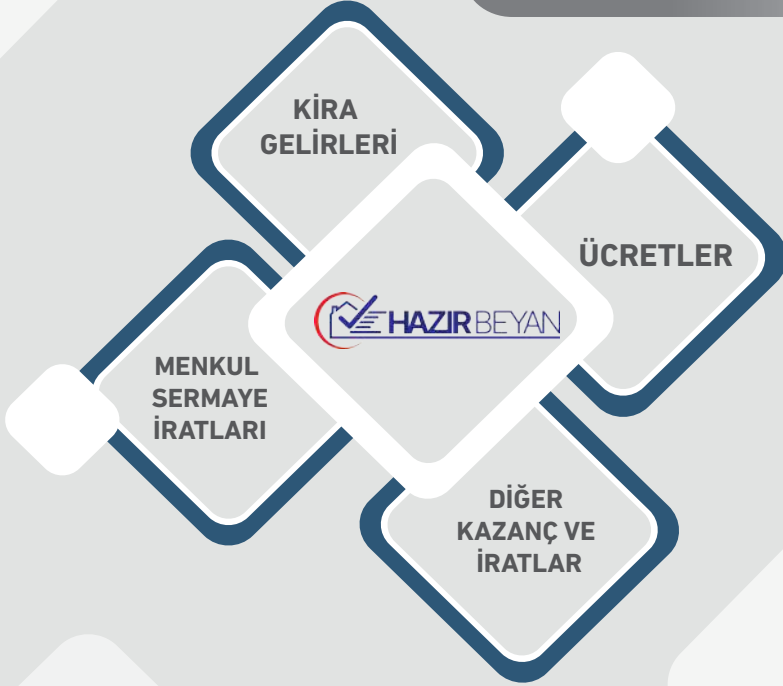 KİRA
GELİRLERİ
ÜCRETLER
HAZIR BEYAN
MENKUL
SERMAYE
İRATLARI
DİĞER
KAZANÇ VE
İRATLAR